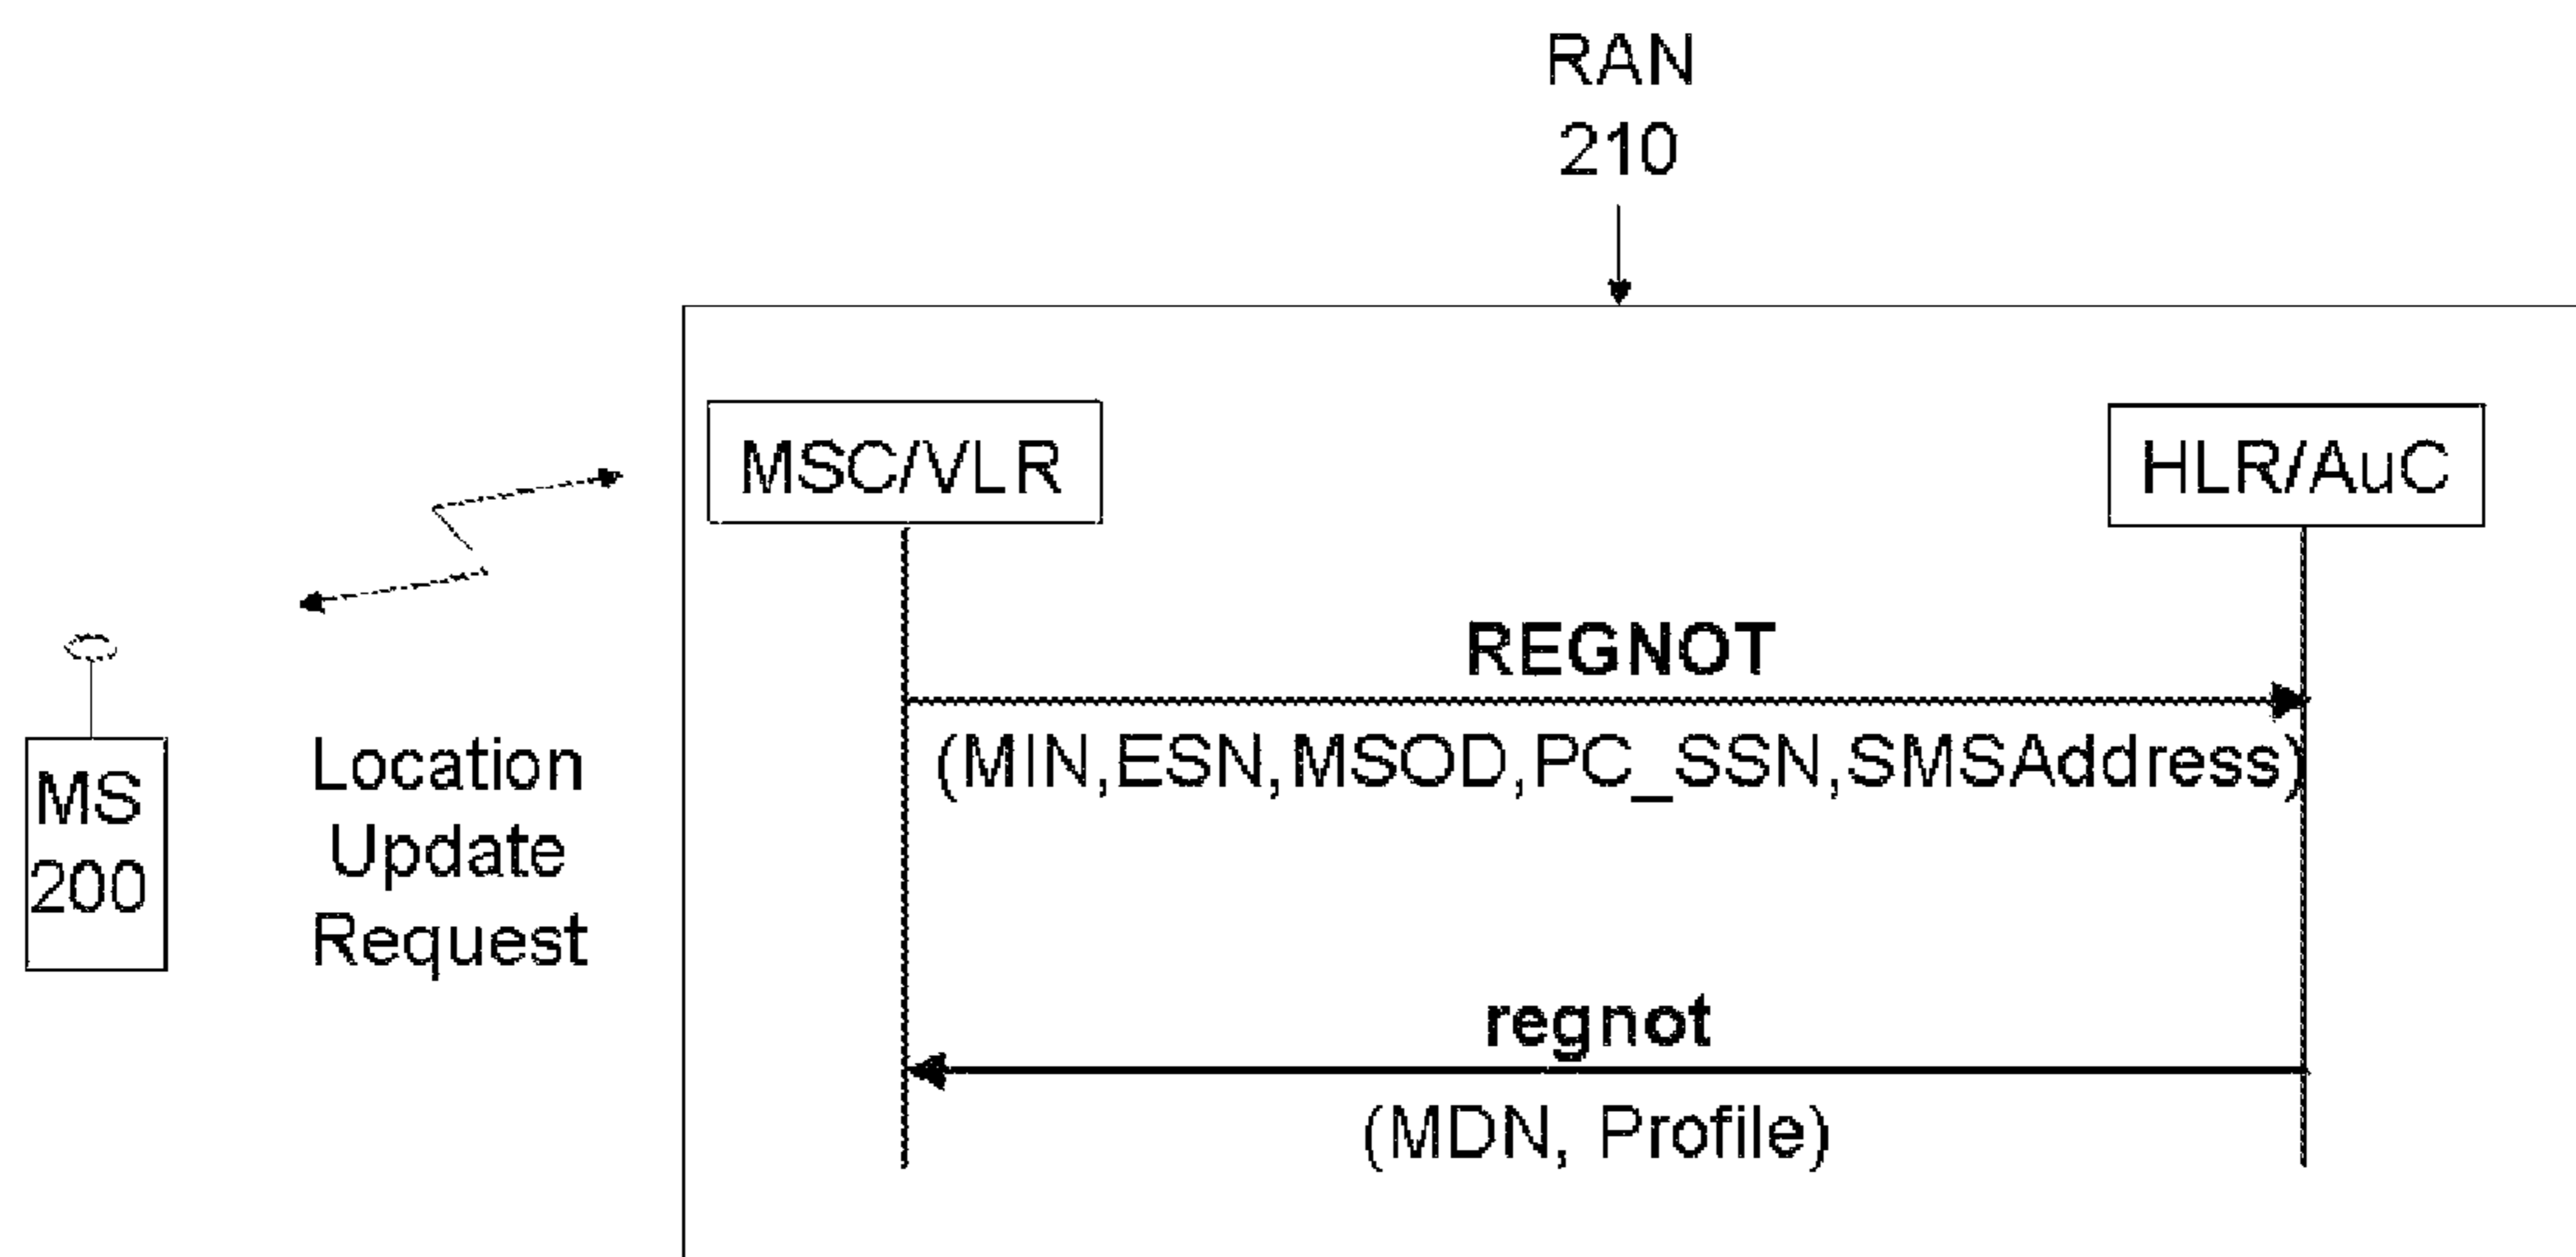 RAN
210
MSC/VLR
HLR/AuC
REGNOT
(MIN,ESN,MSOD,PC_SSN,SMSAddress)
MS
200
Location
Update
Request
regnot
(MDN, Profile)